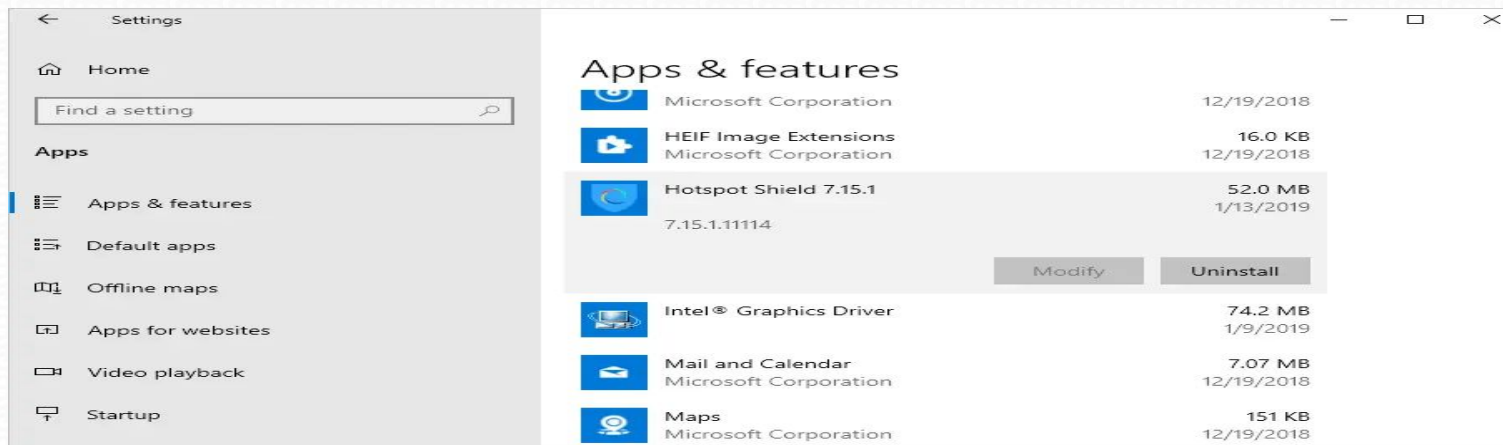 Settings
Home
Find a setting
Apps
Apps & features
Default apps
Offline maps
Apps for websites
Video playback
Startup
Apps & features
Microsoft Corporation 12/19/2018
HEIF Image Extensions 16.0 KB
Microsoft Corporation 12/19/2018
Hotspot Shield 7.15.1 52.0 MB
1/13/2019
7.15.1.11114
Modify Uninstall
Intel® Graphics Driver 74.2 MB
1/9/2019
Mail and Calendar 7.07 MB
Microsoft Corporation 12/19/2018
Maps 151 KB
Microsoft Corporation 12/19/2018